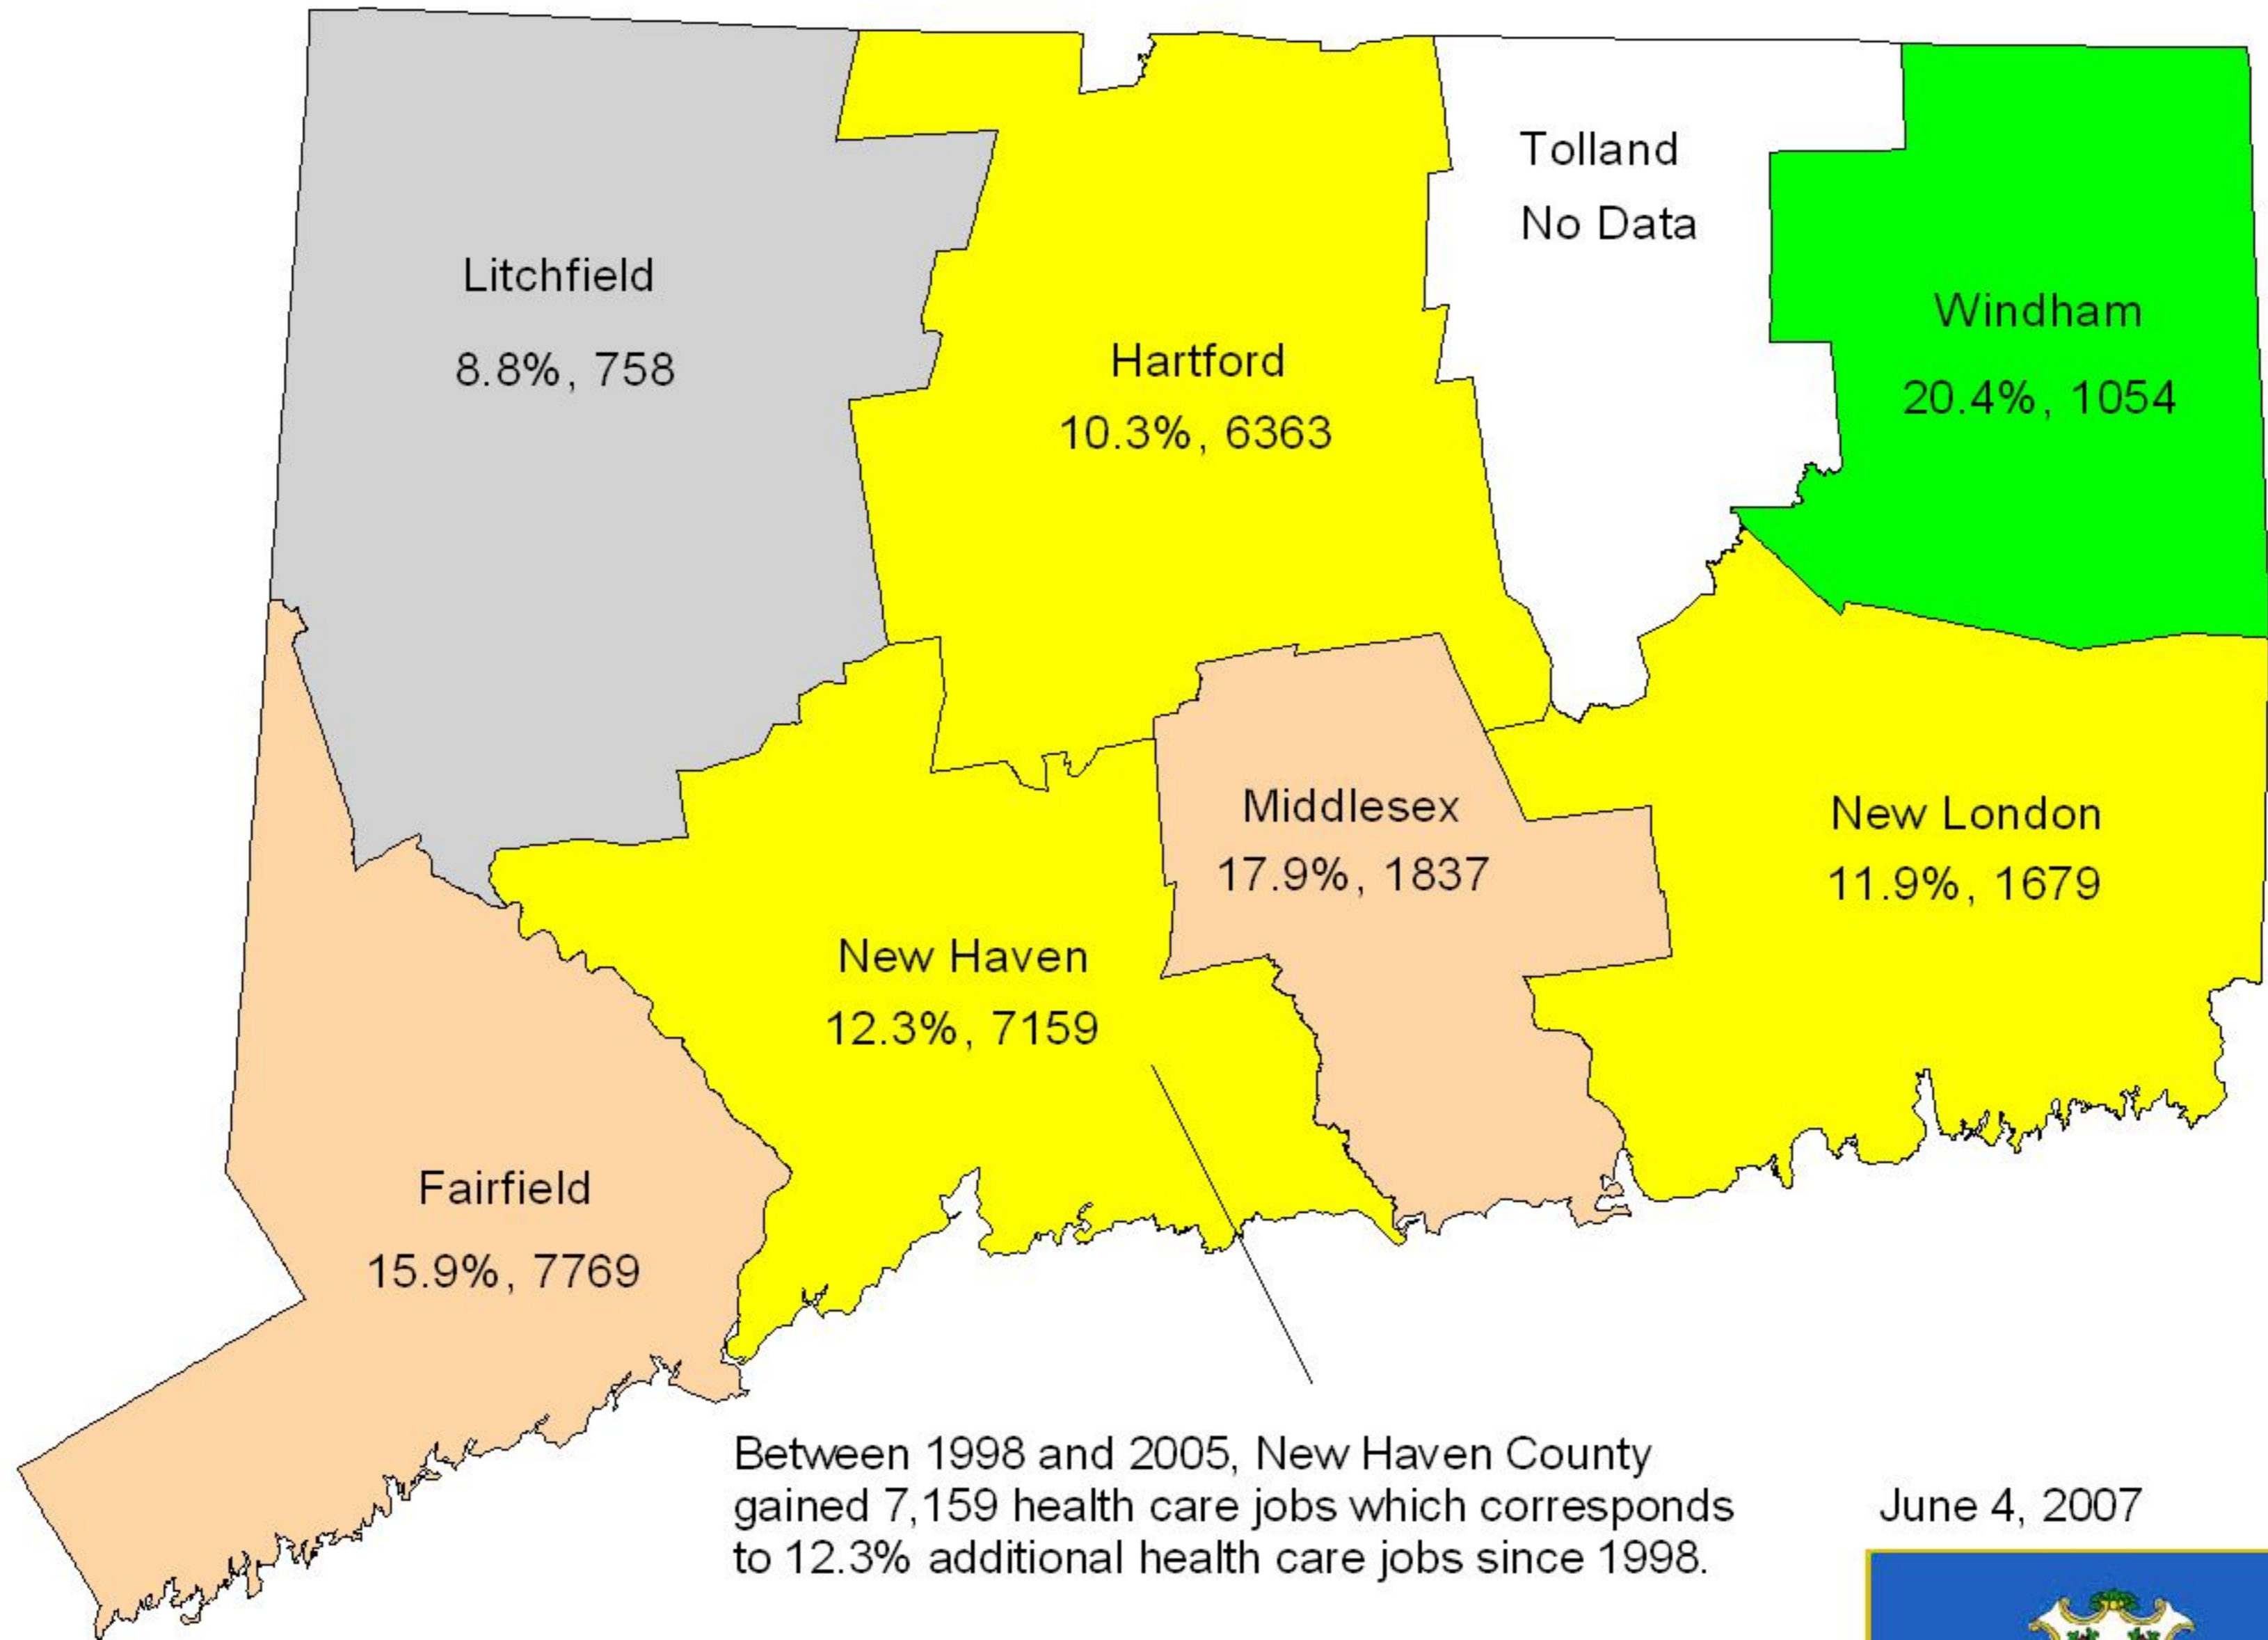 Tolland
No Data
Litchfield
8.8%, 758
Hartford
10.3%, 6363
Windham
20.4%, 1054
Middlesex
17.9%, 1837
New London
11.9%, 1679
New Haven
12.3%, 7159
Fairfield
15.9%, 7769
Between 1998 and 2005, New Haven County
gained 7,159 health care jobs which corresponds
to 12.3% additional health care jobs since 1998.
June 4, 2007